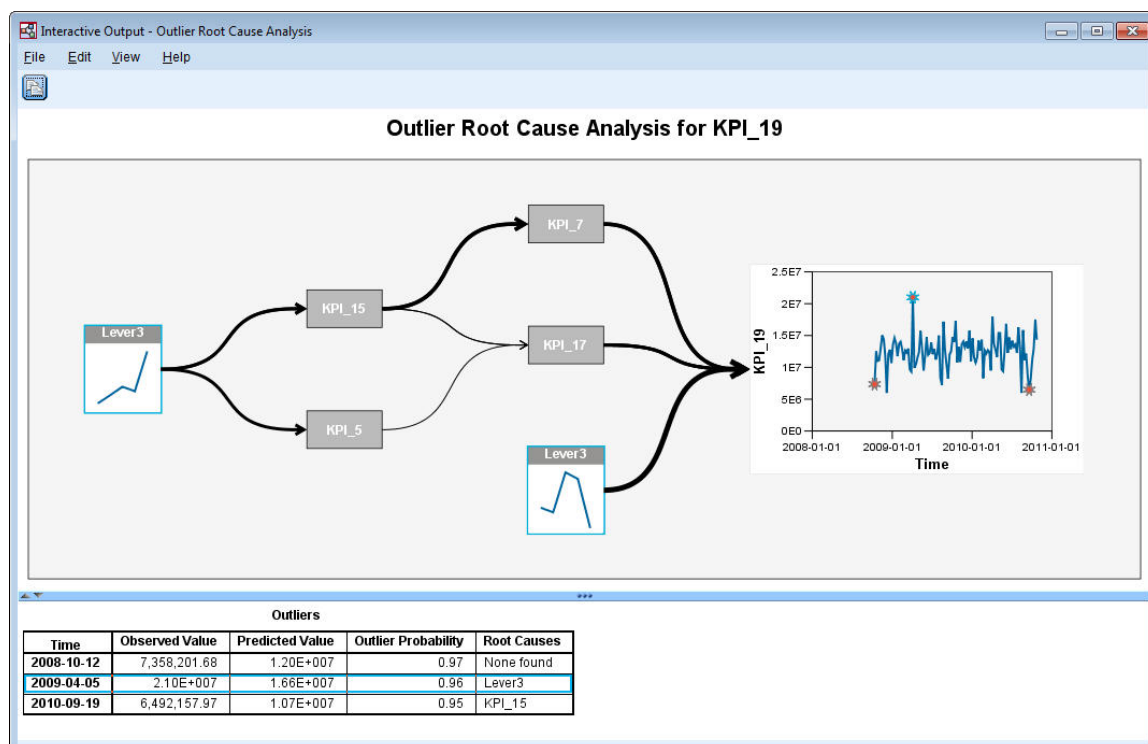 Interactive Output - Outlier Root Cause Analysis
File Edit View Help
Outlier Root Cause Analysis for KPI_19
KPI_7
KPI_15
Lever3
KPI_17
KPI_5
Lever3
2.5E7
2E7
1.5E7
1E7
5E6
0E0
KPI_19
2008-01-01 2009-01-01 2010-01-01 2011-01-01
Time
Outliers
Time Observed Value Predicted Value Outlier Probability Root Causes
2008-10-12 7,358,201.68 1.20E+007 0.97 None found
2009-04-05 2.10E+007 1.66E+007 0.96 Lever3
2010-09-19 6,492,157.97 1.07E+007 0.95 KPI_15